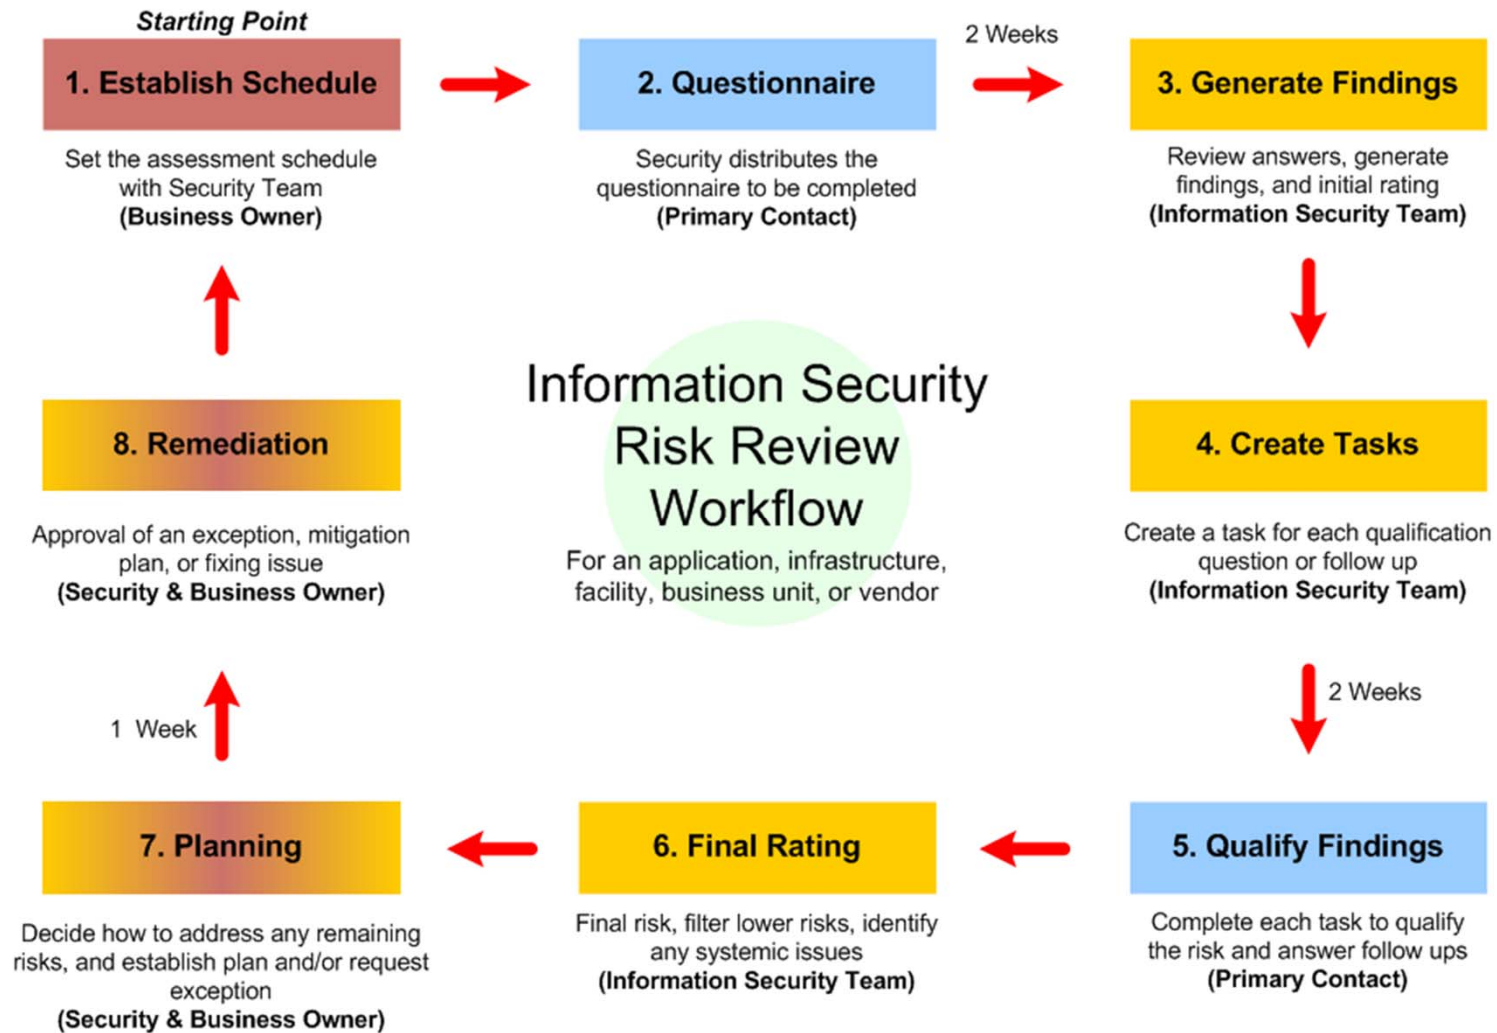 Starting Point
1. Establish Schedule
Set the assessment schedule
with Security Team
(Business Owner)
2. Questionnaire
Security distributes the
questionnaire to be completed
(Primary Contact)
2 Weeks
3. Generate Findings
Review answers, generate
findings, and initial rating
(Information Security Team)
4. Create Tasks
Create a task for each qualification
question or follow up
(Information Security Team)
2 Weeks
5. Qualify Findings
Complete each task to qualify
the risk and answer follow ups
(Primary Contact)
6. Final Rating
Final risk, filter lower risks, identify
any systemic issues
(Information Security Team)
7. Planning
Decide how to address any remaining
risks, and establish plan and/or request
exception
(Security & Business Owner)
1 Week
8. Remediation
Approval of an exception, mitigation
plan, or fixing issue
(Security & Business Owner)
Information Security
Risk Review
Workflow
For an application, infrastructure,
facility, business unit, or vendor